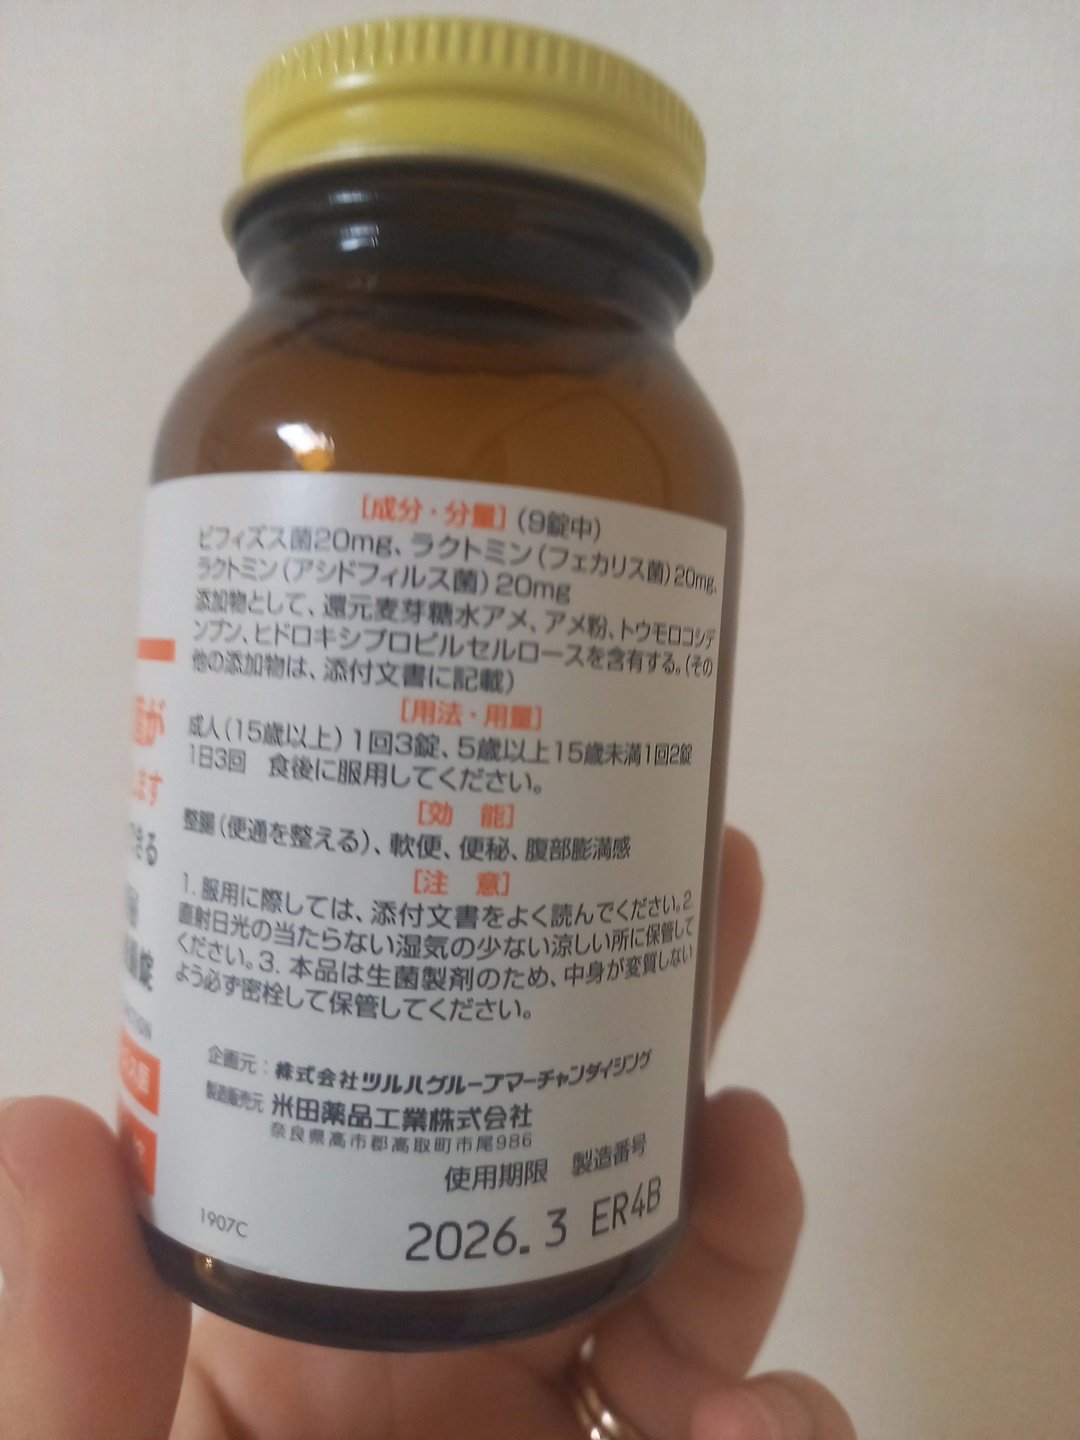 [成分・分量](9錠中)
ビフィズス菌20mg、ラクトミン(フェカリス菌)20mg、
ラクトミン(アシドフィルス菌)20mg
添加物として、還元麦芽糖水アメ、アメ粉、トウモロコシデ
ンプン、ヒドロキシプロピルセルロースを含有する。(その
他の添加物は、添付文書に記載)
[用法・用量]
成人(15歳以上)1回3錠、5歳以上15歳未満1回2錠
1日3回 食後に服用してください。
[効 能]
整腸(便通を整える)、軟便、便秘、腹部膨満感
[注 意]
1. 服用に際しては、添付文書をよく読んでください。2.
直射日光の当たらない湿気の少ない涼しい所に保管して
ください。3. 本品は生菌製剤のため、中身が変質しない
よう必ず密栓して保管してください。
企画元:株式会社ツルハグループマーチャンダイジング
製造販売元 米田薬品工業株式会社
奈良県高市郡高取町市尾986
使用期限 製造番号
2026.3 ER4B
1907C
菌が
ます
きる
錠